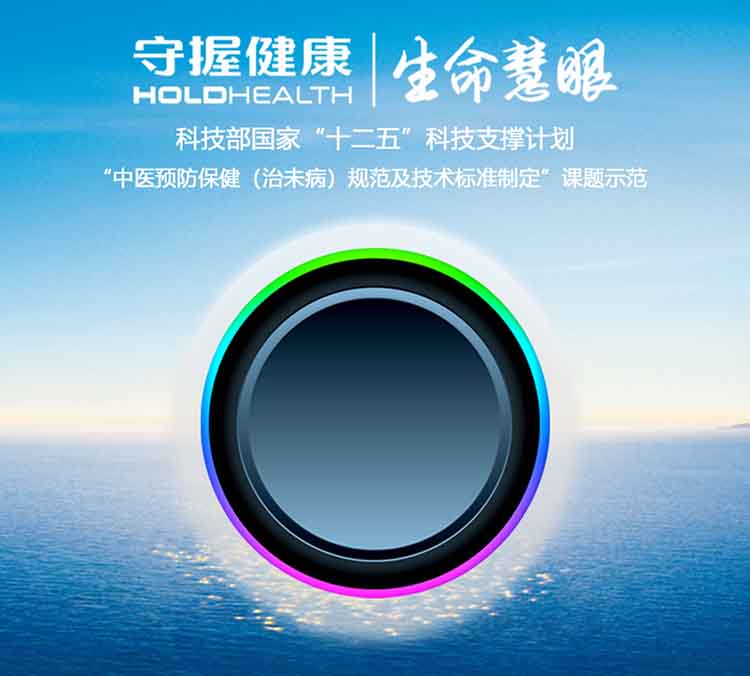 守握健康 生命慧眼
HOLDHEALTH
科技部国家“十二五”科技支撑计划
“中医预防保健（治未病）规范及技术标准制定”课题示范